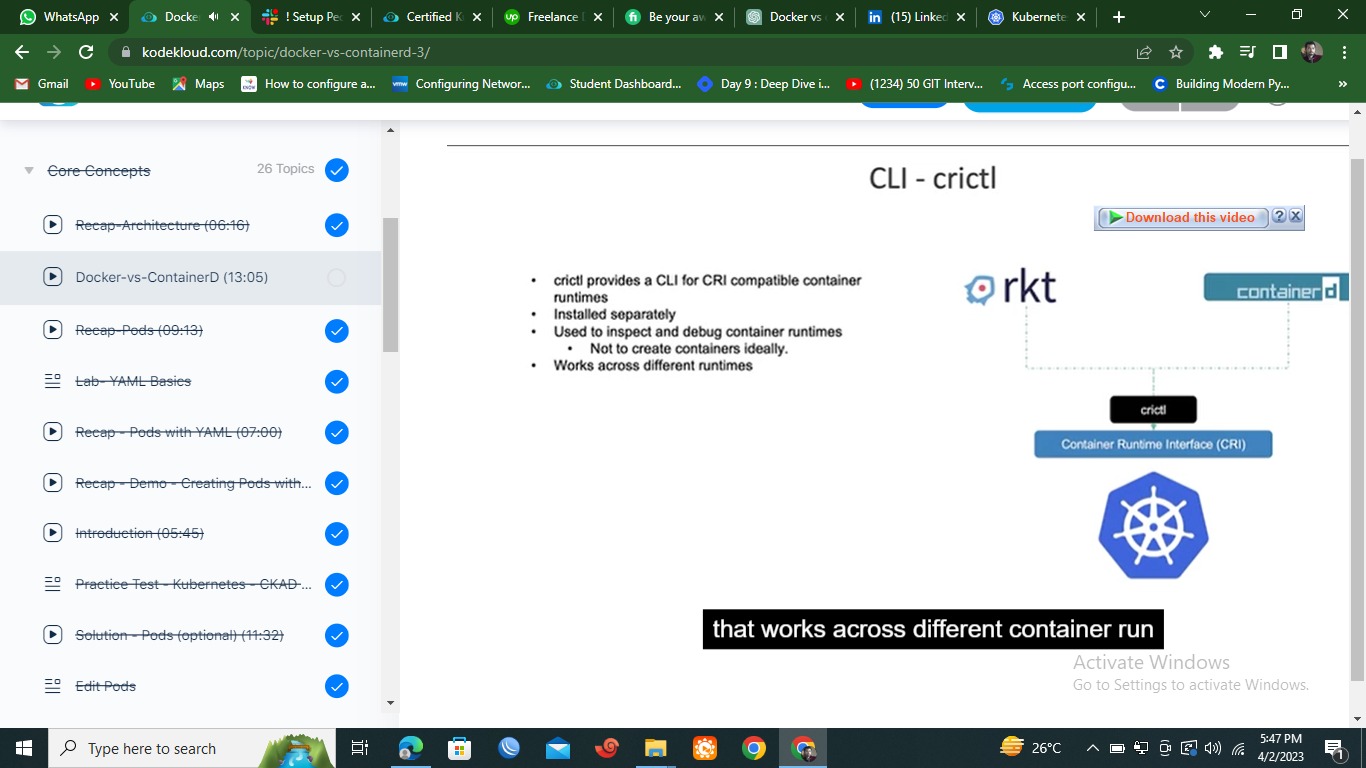 WhatsApp
Docke
! Setup Pec
Certified K
Freelance
Be your aw
Docker vs
(15) Linked
Kubernete
kodekloud.com/topic/docker-vs-containerd-3/
Gmail
YouTube
Maps
How to configure a...
Configuring Networ...
Student Dashboard...
Day 9 : Deep Dive i...
(1234) 50 GIT Interv...
Access port configu...
Building Modern Py...
»
Core Concepts
26 Topics
Recap-Architecture (06:16)
Docker-vs-ContainerD (13:05)
Recap-Pods (09:13)
Lab- YAML Basics
Recap - Pods with YAML (07:00)
Recap - Demo - Creating Pods with...
Introduction (05:45)
Practice Test - Kubernetes - CKAD ...
Solution - Pods (optional) (11:32)
Edit Pods
CLI - crictl
Download this video
? X
• crictl provides a CLI for CRI compatible container
runtimes
• Installed separately
• Used to inspect and debug container runtimes
• Not to create containers ideally.
• Works across different runtimes
rkt
containerd
crictl
Container Runtime Interface (CRI)
that works across different container run
Activate Windows
Go to Settings to activate Windows.
Type here to search
26°C
5:47 PM
4/2/2023
1